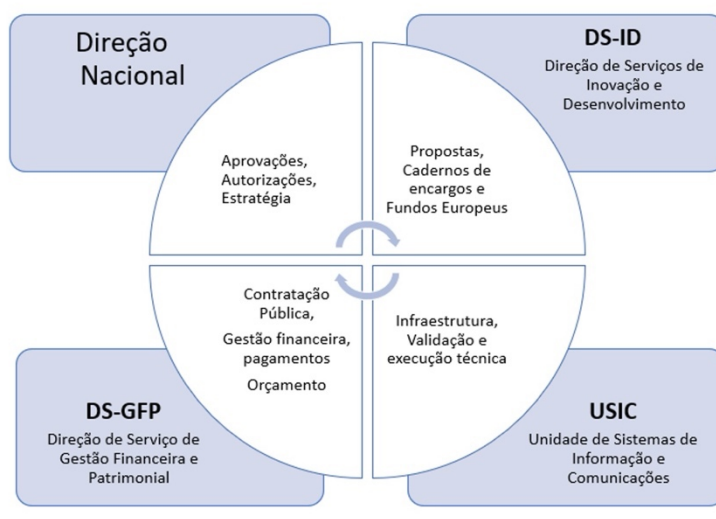 Direção
Nacional
DS-ID
Direção de Serviços de
Inovação e
Desenvolvimento
Aprovações,
Autorizações,
Estratégia
Propostas,
Cadernos de
encargos e
Fundos Europeus
Contratação
Pública,
Gestão financeira,
pagamentos
Orçamento
Infraestrutura,
Validação e
execução técnica
DS-GFP
Direção de Serviço de
Gestão Financeira e
Patrimonial
USIC
Unidade de Sistemas de
Informação e
Comunicações